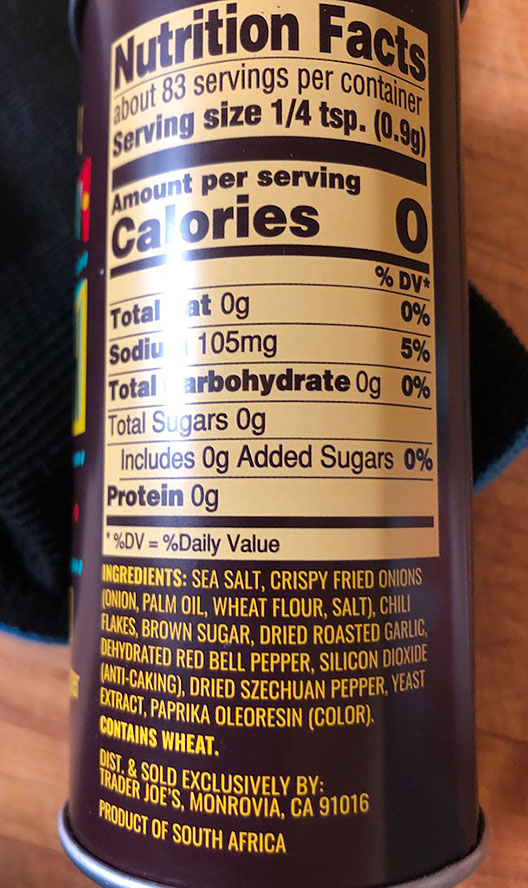 Nutrition Facts
about 83 servings per container
Serving size 1/4 tsp. (0.9g)
Amount per serving
Calories 0
% DV*
Total Fat 0g 0%
Sodium 105mg 5%
Total Carbohydrate 0g 0%
Total Sugars 0g
Includes 0g Added Sugars 0%
Protein 0g
*%DV = %Daily Value
INGREDIENTS: SEA SALT, CRISPY FRIED ONIONS
(ONION, PALM OIL, WHEAT FLOUR, SALT), CHILI
FLAKES, BROWN SUGAR, DRIED ROASTED GARLIC,
DEHYDRATED RED BELL PEPPER, SILICON DIOXIDE
(ANTI-CAKING), DRIED SZECHUAN PEPPER, YEAST
EXTRACT, PAPRIKA OLEORESIN (COLOR).
CONTAINS WHEAT.
DIST. & SOLD EXCLUSIVELY BY:
TRADER JOE'S, MONROVIA, CA 91016
PRODUCT OF SOUTH AFRICA